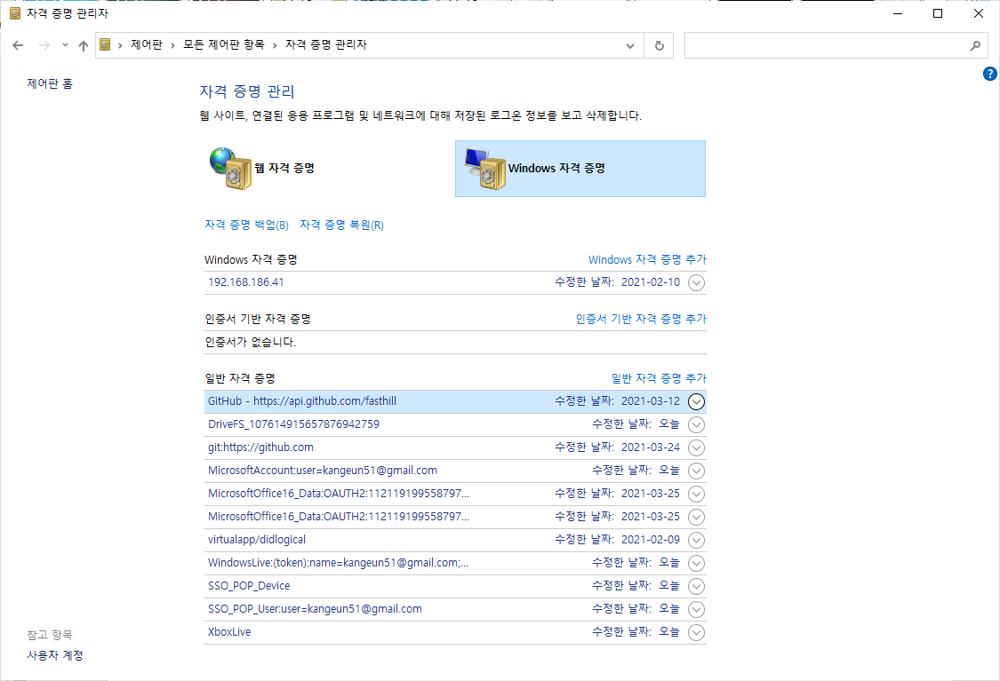 자격 증명 관리자
제어판 › 모든 제어판 항목 › 자격 증명 관리자
제어판 홈
자격 증명 관리
웹 사이트, 연결된 응용 프로그램 및 네트워크에 대해 저장된 로그온 정보를 보고 삭제합니다.
웹 자격 증명 Windows 자격 증명
자격 증명 백업(B) 자격 증명 복원(R)
Windows 자격 증명 Windows 자격 증명 추가
192.168.186.41 수정한 날짜: 2021-02-10
인증서 기반 자격 증명 인증서 기반 자격 증명 추가
인증서가 없습니다.
일반 자격 증명 일반 자격 증명 추가
GitHub - https://api.github.com/fasthill 수정한 날짜: 2021-03-12
DriveFS_107614915657876942759 수정한 날짜: 오늘
git:https://github.com 수정한 날짜: 2021-03-24
MicrosoftAccount:user=kangeun51@gmail.com 수정한 날짜: 오늘
MicrosoftOffice16_Data:OAUTH2:112119199558797... 수정한 날짜: 2021-03-25
MicrosoftOffice16_Data:OAUTH2:112119199558797... 수정한 날짜: 2021-03-25
virtualapp/didlogical 수정한 날짜: 2021-02-09
WindowsLive:(token):name=kangeun51@gmail.com;... 수정한 날짜: 오늘
SSO_POP_Device 수정한 날짜: 오늘
SSO_POP_User:user=kangeun51@gmail.com 수정한 날짜: 오늘
XboxLive 수정한 날짜: 오늘
참고 항목
사용자 계정